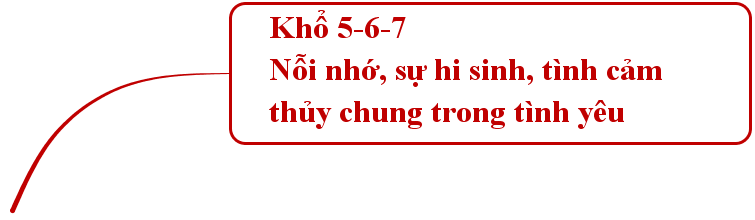 Khổ 5-6-7
Nỗi nhớ, sự hi sinh, tình cảm
thủy chung trong tình yêu